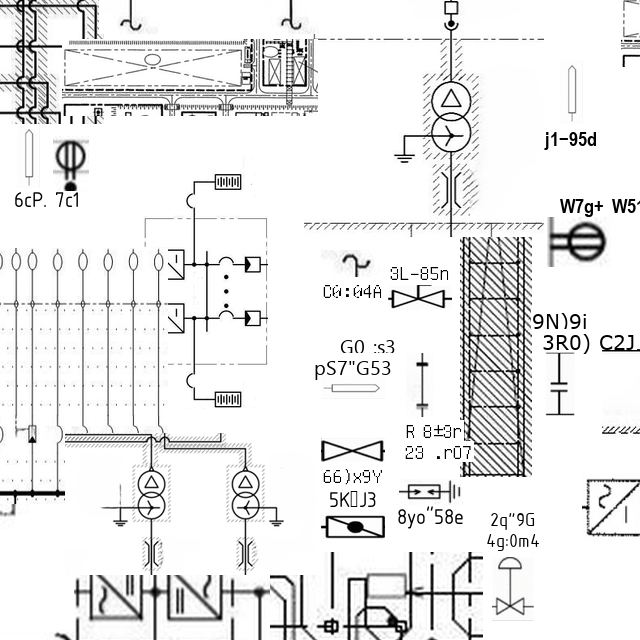 j1-95d
6cP. 7c1
W7g+ W51
3L-85n
C0:04A
9N)9i
3R0) C2J
G0 :s3
pS7"G53
R 8±3r
23 .r07
66)x9Y
5K▯J3
8yo"58e
2q"9G
4g:0m4